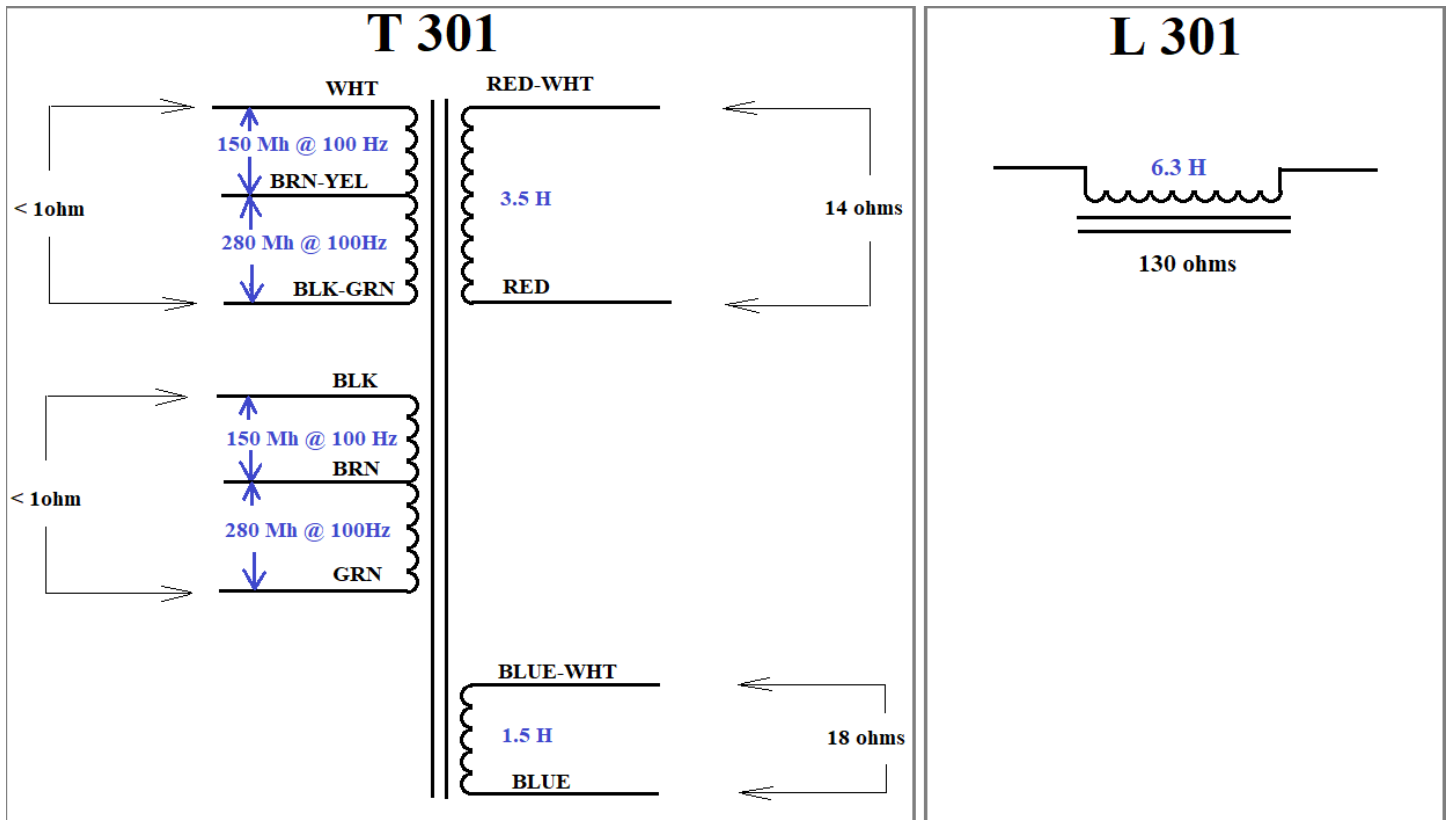 T 301
L 301
WHT
RED-WHT
150 Mh @ 100 Hz
BRN-YEL
< 1ohm
3.5 H
14 ohms
280 Mh @ 100Hz
BLK-GRN
RED
6.3 H
130 ohms
BLK
150 Mh @ 100 Hz
BRN
< 1ohm
280 Mh @ 100Hz
GRN
BLUE-WHT
1.5 H
18 ohms
BLUE